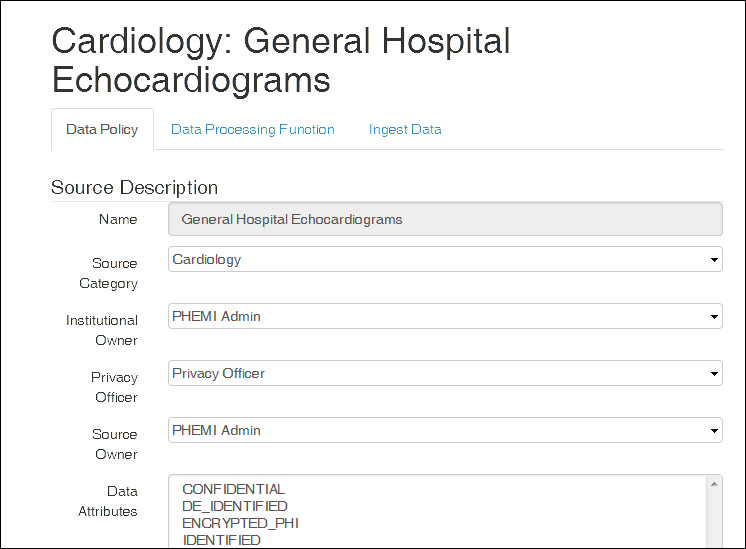 Cardiology: General Hospital
Echocardiograms
Data Policy Data Processing Function Ingest Data
Source Description
Name General Hospital Echocardiograms
Source Category Cardiology
Institutional Owner PHEMI Admin
Privacy Officer Privacy Officer
Source Owner PHEMI Admin
Data Attributes CONFIDENTIAL
DE_IDENTIFIED
ENCRYPTED_PHI
IDENTIFIED